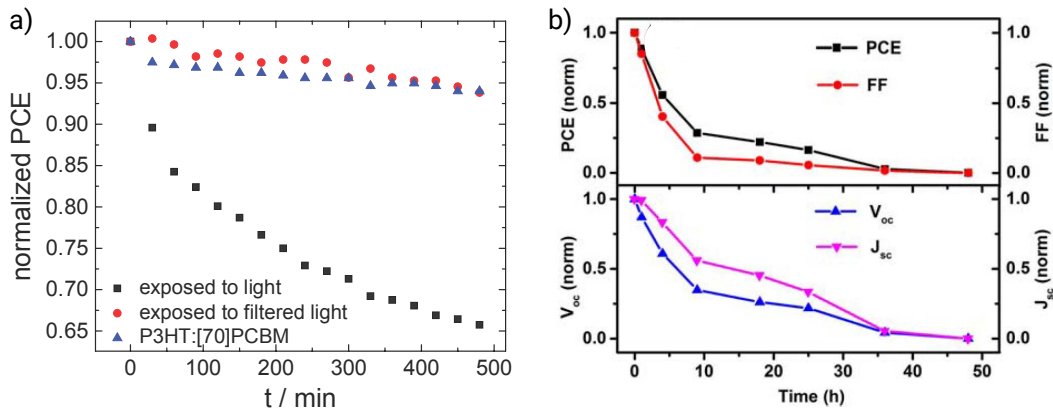 a)
1.00
0.95
0.90
0.85
0.80
0.75
0.70
0.65
normalized PCE
exposed to light
exposed to filtered light
P3HT:[70]PCBM
0 100 200 300 400 500
t / min
b)
1.0
0.5
0.0
PCE (norm)
PCE
FF
1.0
0.5
0.0
FF (norm)
1.0
0.5
0.0
Voc (norm)
Voc
Jsc
1.0
0.5
0.0
Jsc (norm)
0 10 20 30 40 50
Time (h)